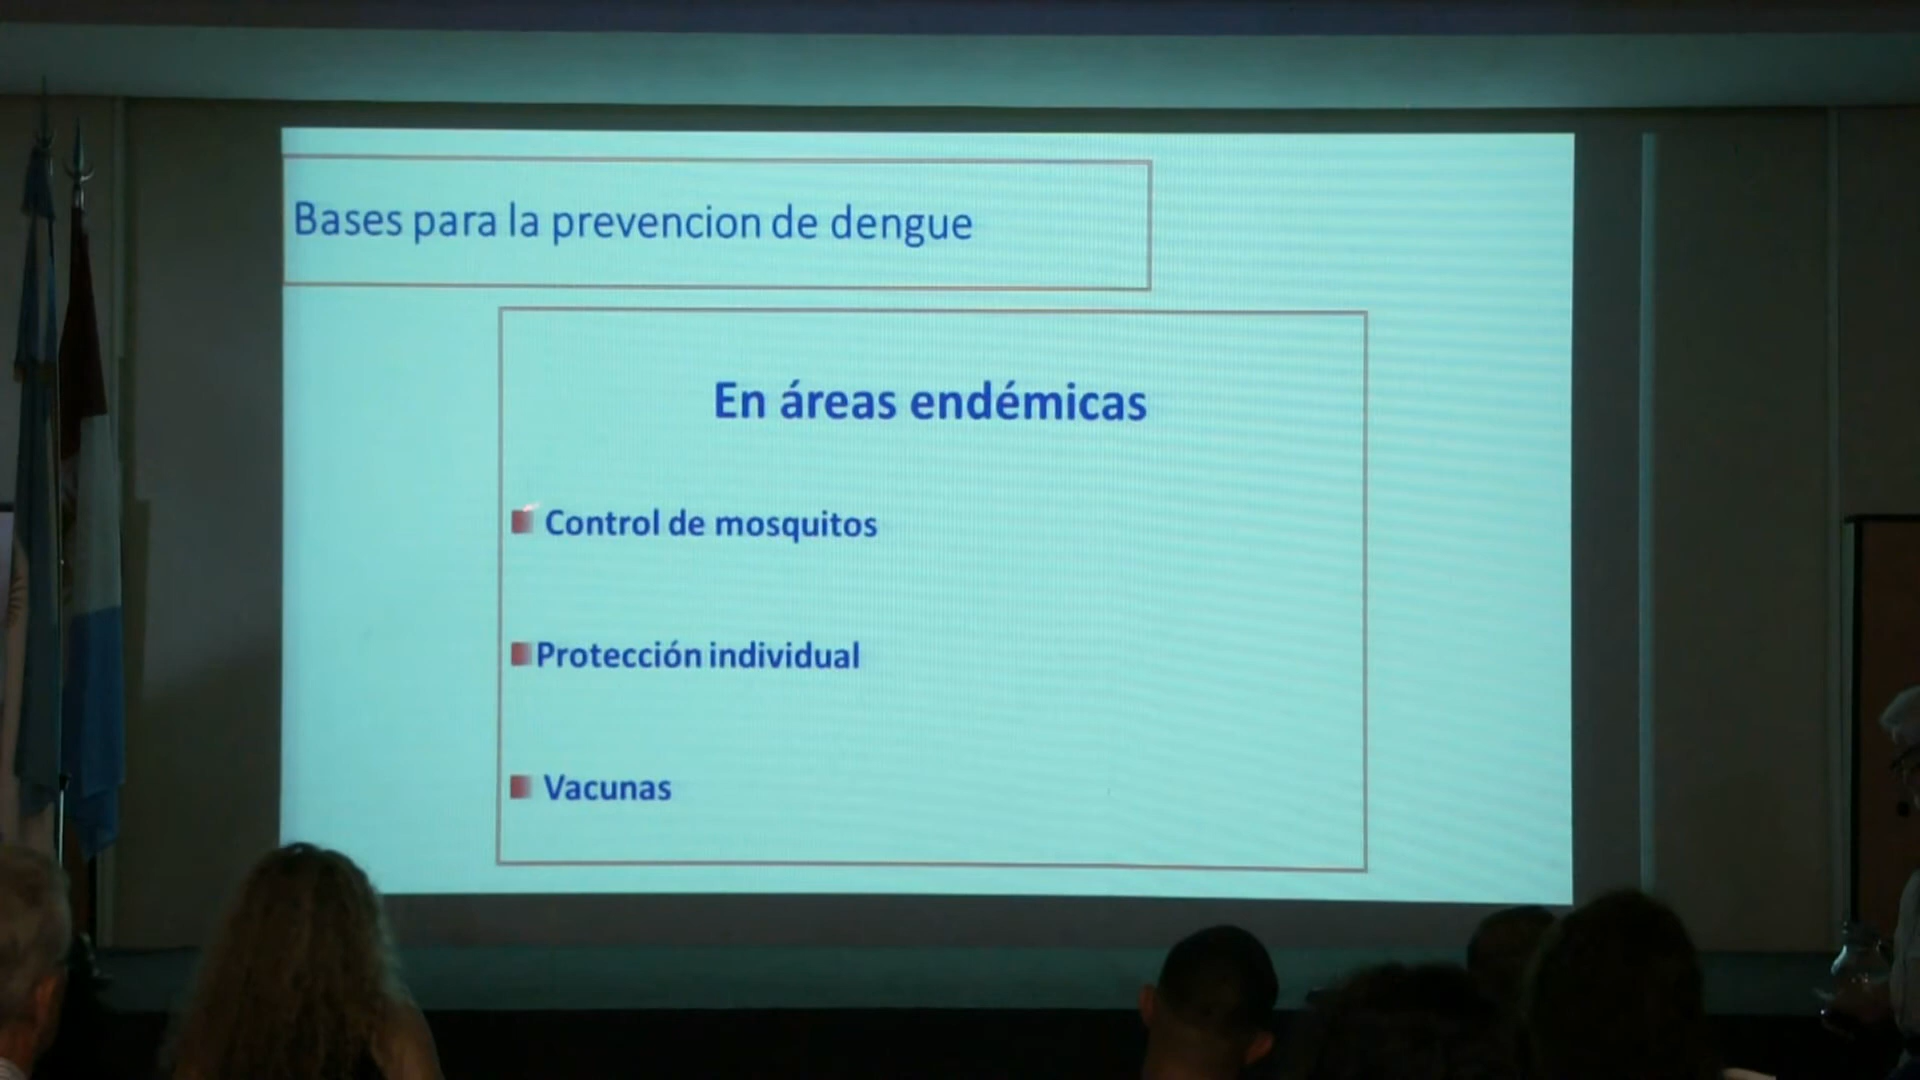 Bases para la prevencion de dengue
En áreas endémicas
Control de mosquitos
Protección individual
Vacunas